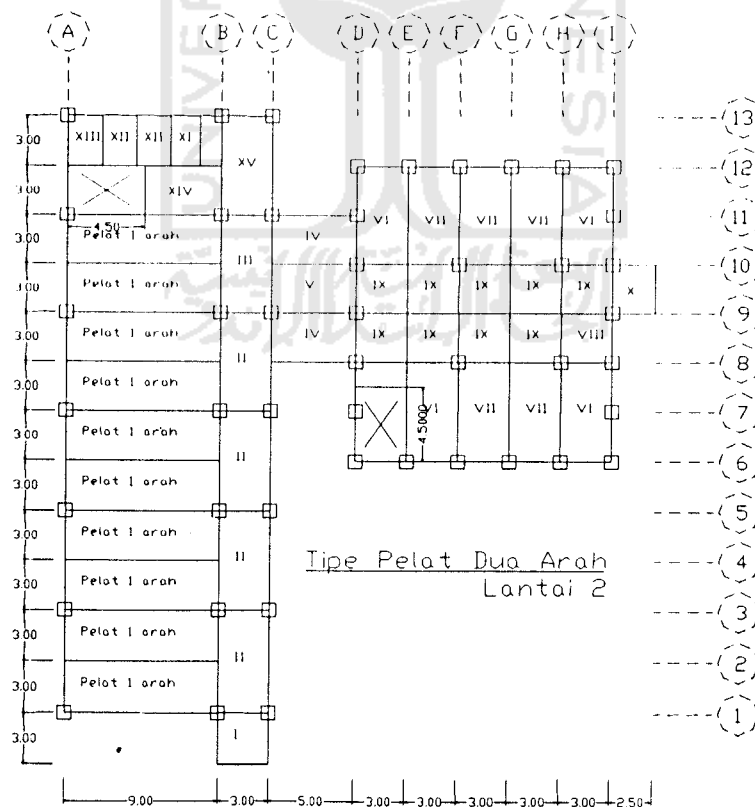 A B C D E F G H I
UNIVER
NESIA
13
3.00 XIII XII XII XI XV
12
3.00 XIV
4.50
VI VII VII VII VI 11
3.00 Pelat 1 arah IV
III 10
3.00 Pelat 1 arah V IX IX IX IX IX X
9
3.00 Pelat 1 arah IV IX IX IX IX VIII
II 8
3.00 Pelat 1 arah
4.5000 VI VII VII VI 7
3.00 Pelat 1 arah
II 6
3.00 Pelat 1 arah
5
3.00 Pelat 1 arah
II Tipe Pelat Dua Arah 4
3.00 Pelat 1 arah Lantai 2
3
3.00 Pelat 1 arah
II 2
3.00 Pelat 1 arah
1
3.00 I
9.00 3.00 5.00 3.00 3.00 3.00 3.00 3.00 2.50